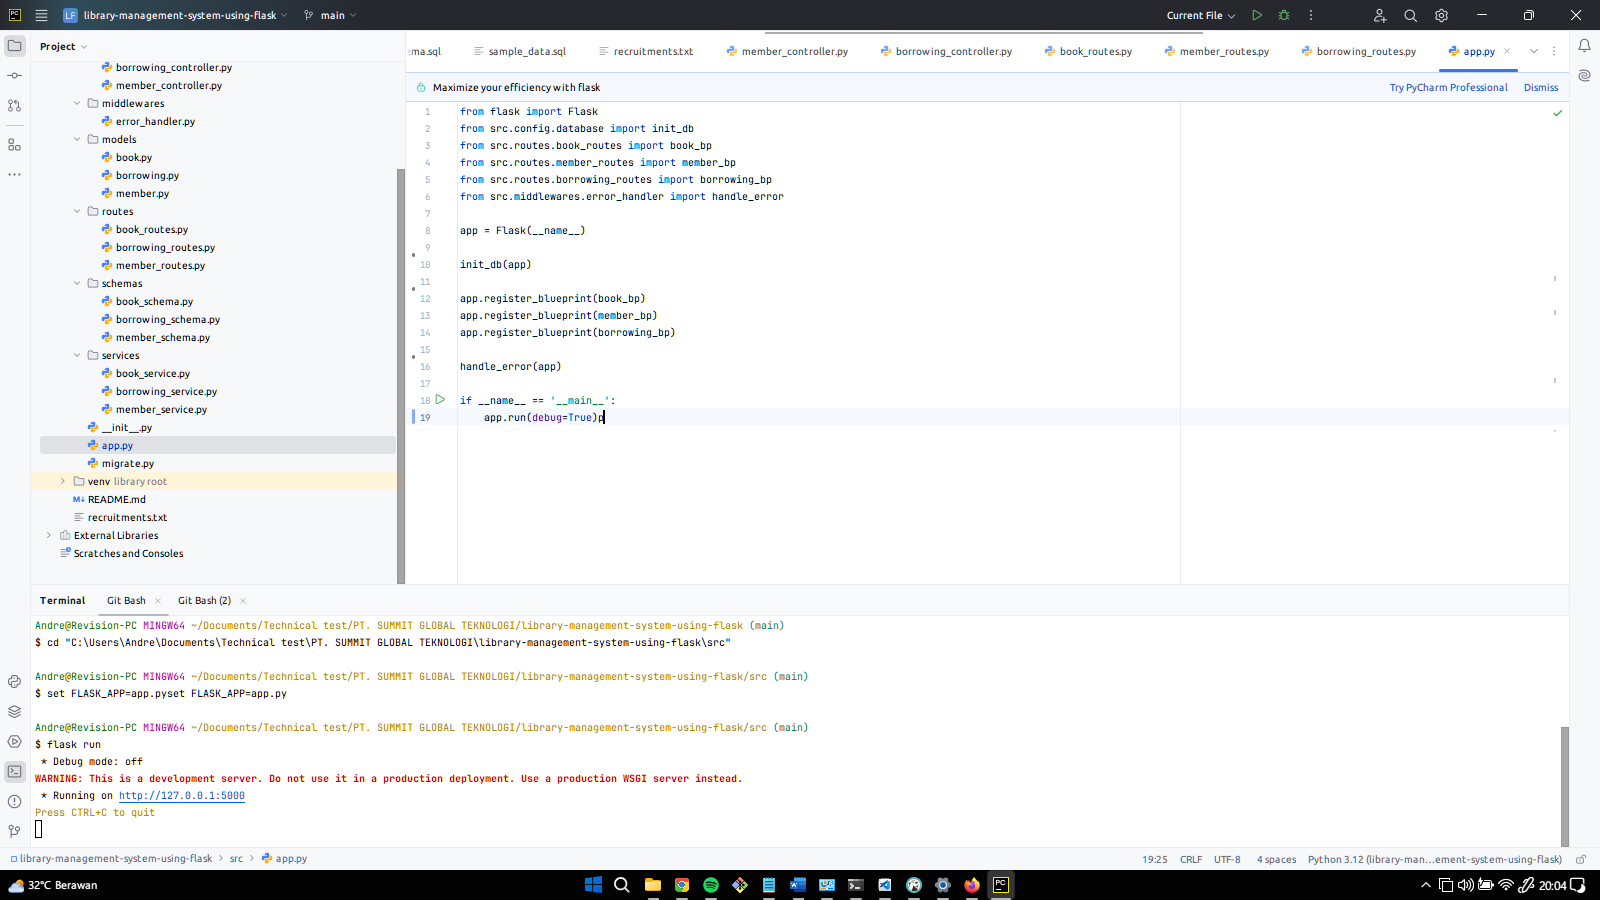 PC LF library-management-system-using-flask main Current File
Project
ema.sql sample_data.sql recruitments.txt member_controller.py borrowing_controller.py book_routes.py member_routes.py borrowing_routes.py app.py
Maximize your efficiency with flask Try PyCharm Professional Dismiss
borrowing_controller.py
member_controller.py
middlewares
error_handler.py
models
book.py
borrowing.py
member.py
routes
book_routes.py
borrowing_routes.py
member_routes.py
schemas
book_schema.py
borrowing_schema.py
member_schema.py
services
book_service.py
borrowing_service.py
member_service.py
__init__.py
app.py
migrate.py
venv library root
README.md
recruitments.txt
External Libraries
Scratches and Consoles
1 from flask import Flask
2 from src.config.database import init_db
3 from src.routes.book_routes import book_bp
4 from src.routes.member_routes import member_bp
5 from src.routes.borrowing_routes import borrowing_bp
6 from src.middlewares.error_handler import handle_error
7
8 app = Flask(__name__)
9
10 init_db(app)
11
12 app.register_blueprint(book_bp)
13 app.register_blueprint(member_bp)
14 app.register_blueprint(borrowing_bp)
15
16 handle_error(app)
17
18 if __name__ == '__main__':
19 app.run(debug=True)p
Terminal Git Bash Git Bash (2)
Andre@Revision-PC MINGW64 ~/Documents/Technical test/PT. SUMMIT GLOBAL TEKNOLOGI/library-management-system-using-flask (main)
$ cd "C:\Users\Andre\Documents\Technical test\PT. SUMMIT GLOBAL TEKNOLOGI\library-management-system-using-flask\src"
Andre@Revision-PC MINGW64 ~/Documents/Technical test/PT. SUMMIT GLOBAL TEKNOLOGI/library-management-system-using-flask/src (main)
$ set FLASK_APP=app.pyset FLASK_APP=app.py
Andre@Revision-PC MINGW64 ~/Documents/Technical test/PT. SUMMIT GLOBAL TEKNOLOGI/library-management-system-using-flask/src (main)
$ flask run
* Debug mode: off
WARNING: This is a development server. Do not use it in a production deployment. Use a production WSGI server instead.
* Running on http://127.0.0.1:5000
Press CTRL+C to quit
library-management-system-using-flask > src > app.py 19:25 CRLF UTF-8 4 spaces Python 3.12 (library-man...ement-system-using-flask)
32°C Berawan 20:04